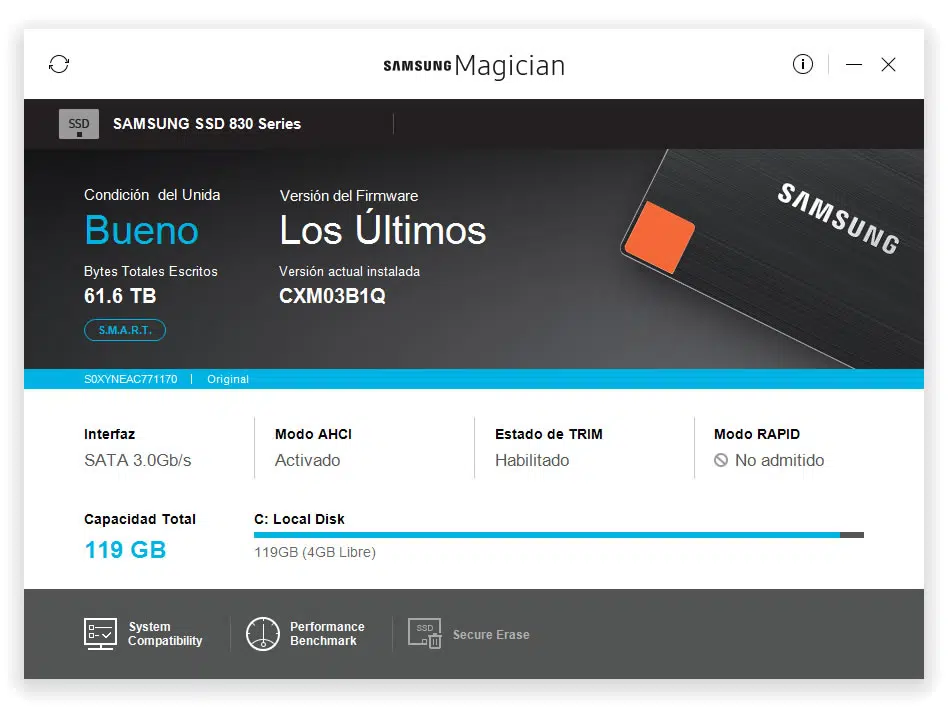 SAMSUNG Magician
SSD
SAMSUNG SSD 830 Series
Condición  del Unida
Versión del Firmware
Bueno
Los Últimos
SAMSUNG
Bytes Totales Escritos
Versión actual instalada
61.6 TB
CXM03B1Q
S.M.A.R.T.
S0XYNEAC771170 | Original
Interfaz
Modo AHCI
Estado de TRIM
Modo RAPID
SATA 3.0Gb/s
Activado
Habilitado
No admitido
Capacidad Total
C: Local Disk
119 GB
119GB (4GB Libre)
System
Compatibility
Performance
Benchmark
SSD
Secure Erase